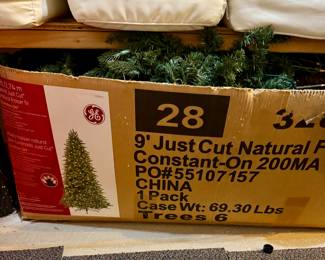 GE
28
9' Just Cut Natural F
Constant-On 200MA
PO#55107157
CHINA
1 Pack
Case Wt: 69.30 Lbs
Trees 6